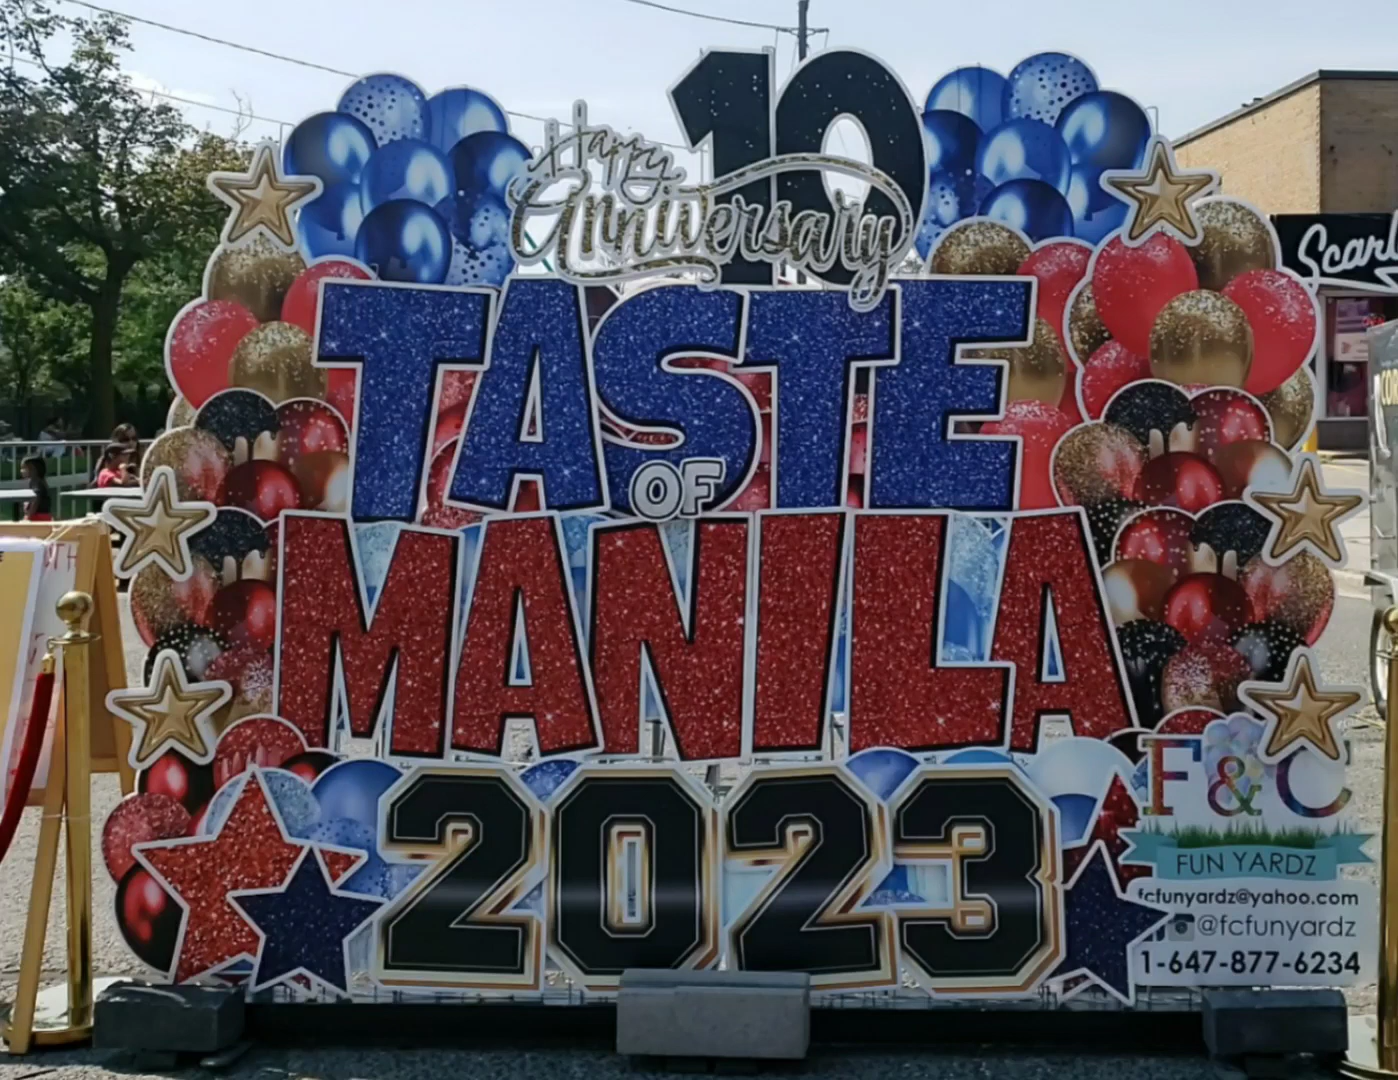 10
Happy
Anniversary
TASTE
OF
MANILA
2023
F&C
FUN YARDZ
fcfunyardz@yahoo.com
@fcfunyardz
1-647-877-6234